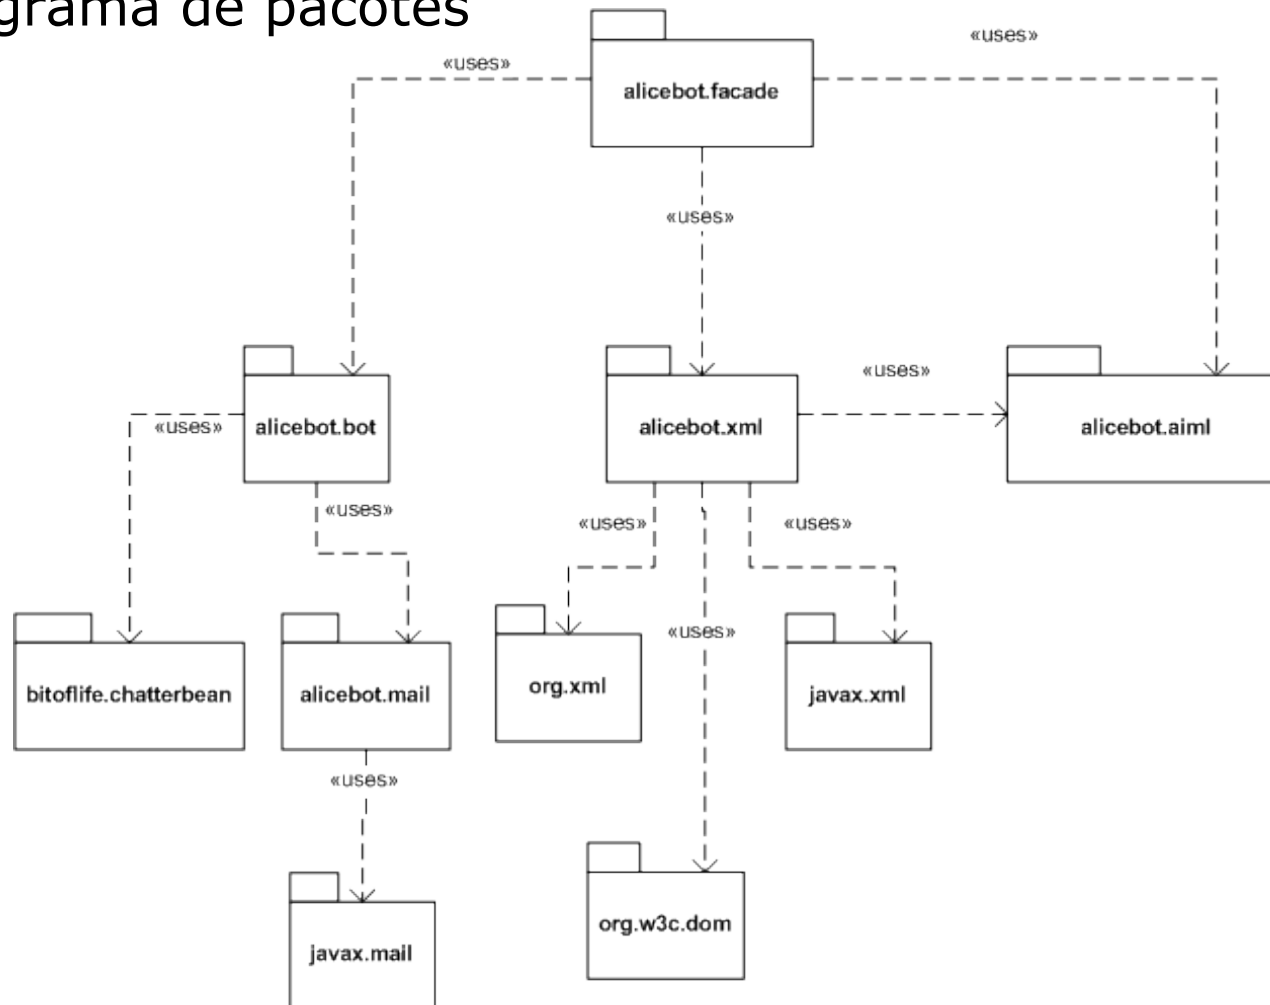 grama de pacotes
«uses»
«uses»
alicebot.facade
«uses»
«uses»
«uses»
alicebot.bot
alicebot.xml
alicebot.aiml
«uses»
«uses»
«uses»
«uses»
bitoflife.chatterbean
alicebot.mail
org.xml
javax.xml
«uses»
«uses»
org.w3c.dom
javax.mail